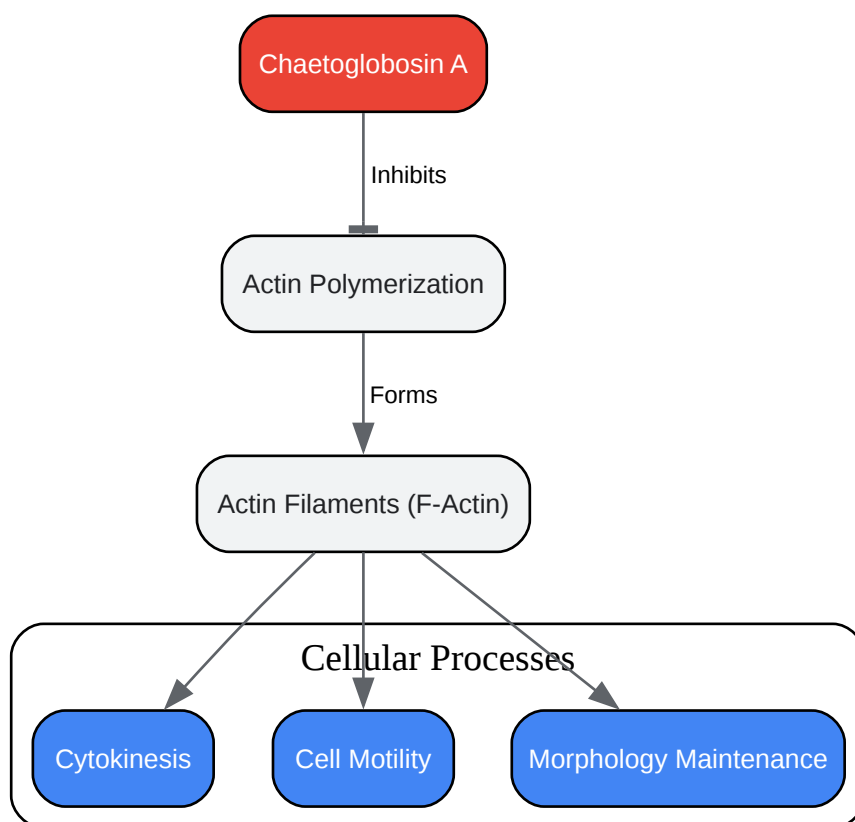 Chaetoglobosin A
Inhibits
Actin Polymerization
Forms
Actin Filaments (F-Actin)
Cellular Processes
Cytokinesis
Cell Motility
Morphology Maintenance